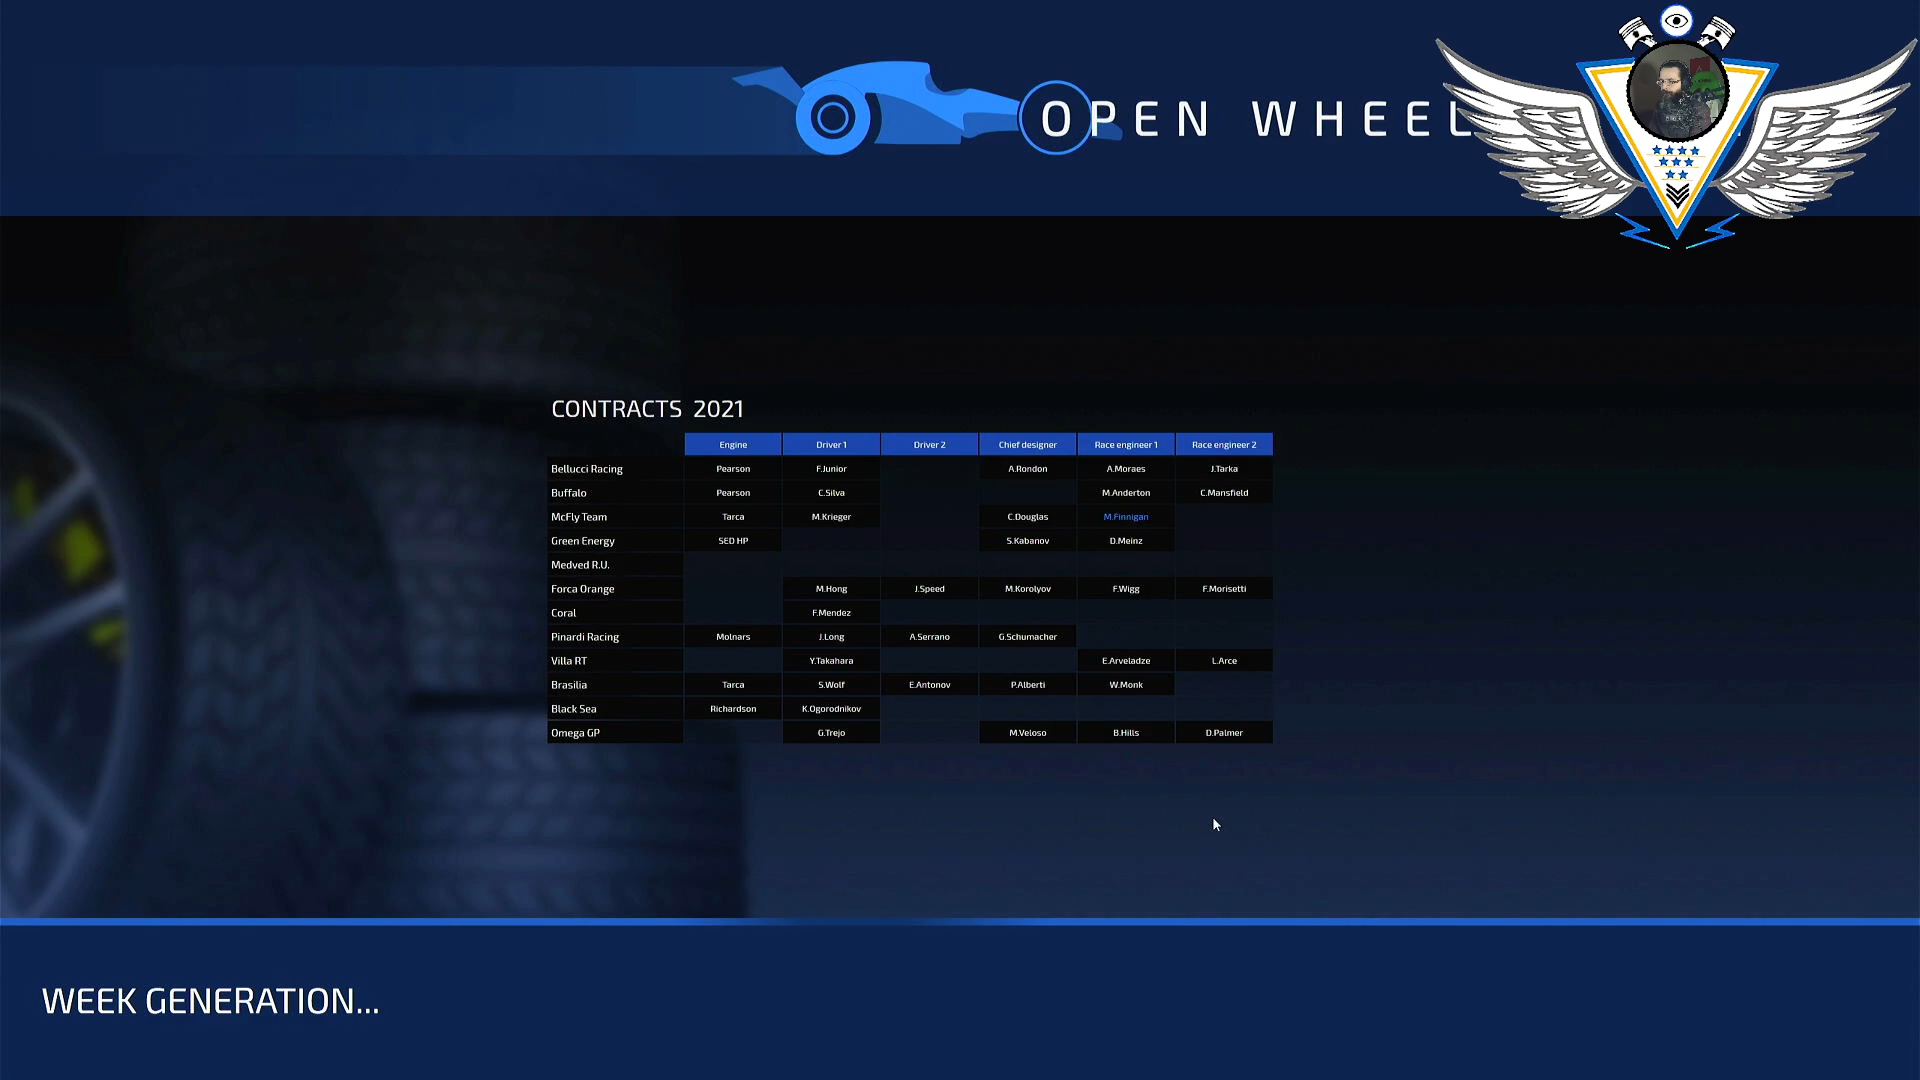 OPEN WHEEL
CONTRACTS 2021
Engine Driver 1 Driver 2 Chief designer Race engineer 1 Race engineer 2
Bellucci Racing Pearson F.Junior A.Rondon A.Moraes J.Tarka
Buffalo Pearson C.Silva M.Anderton C.Mansfield
McFly Team Tarca M.Krieger C.Douglas M.Finnigan
Green Energy SED HP S.Kabanov D.Meinz
Medved R.U.
Forca Orange M.Hong J.Speed M.Korolyov F.Wigg F.Morisetti
Coral F.Mendez
Pinardi Racing Molnars J.Long A.Serrano G.Schumacher
Villa RT Y.Takahara E.Arveladze L.Arce
Brasilia Tarca S.Wolf E.Antonov P.Alberti W.Monk
Black Sea Richardson K.Ogorodnikov
Omega GP G.Trejo M.Veloso B.Hills D.Palmer
WEEK GENERATION...